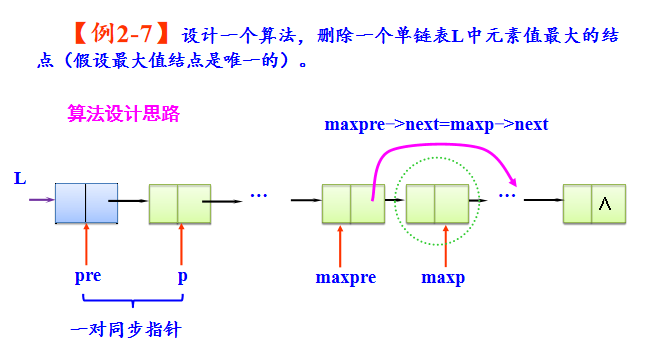 【例2-7】设计一个算法，删除一个单链表L中元素值最大的结
点（假设最大值结点是唯一的）。
算法设计思路
maxpre->next=maxp->next
L
…
…
∧
pre
p
maxpre
maxp
一对同步指针